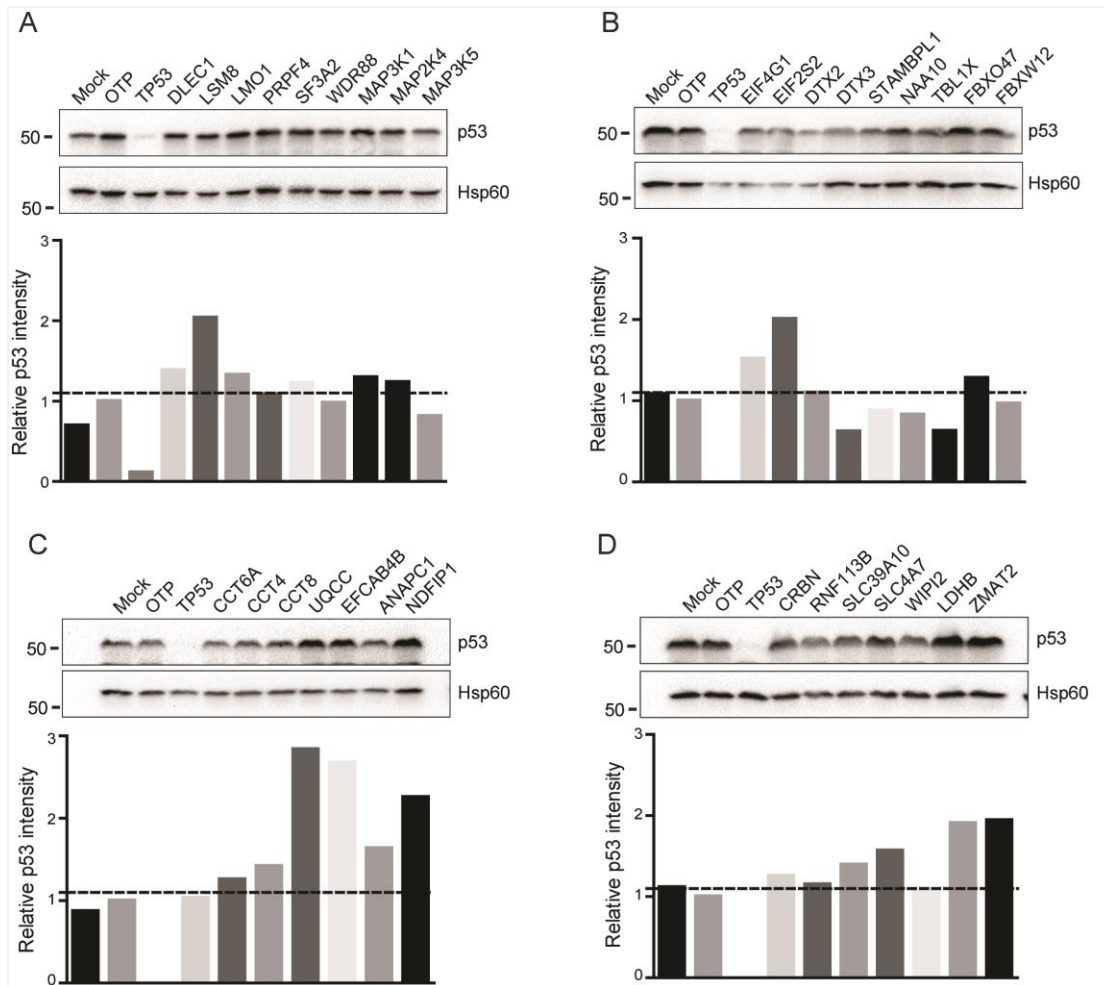 A
Mock OTP TP53 DLEC1 LSM8 LMO1 PRPF4 SF3A2 WDR88 MAP3K1 MAP2K4 MAP3K5
50
p53
50
Hsp60
Relative p53 intensity
3
2
1
0
B
Mock OTP TP53 EIF4G1 EIF2S2 DTX2 DTX3 STAMBPL1 NAA10 TBL1X FBXO47 FBXW12
50
p53
50
Hsp60
Relative p53 intensity
3
2
1
0
C
Mock OTP TP53 CCT6A CCT4 CCT8 UQCC EFCAB4B ANAPC1 NDFIP1
50
p53
50
Hsp60
Relative p53 intensity
3
2
1
0
D
Mock OTP TP53 CRBN RNF113B SLC39A10 SLC4A7 WIPI2 LDHB ZMAT2
50
p53
50
Hsp60
Relative p53 intensity
3
2
1
0